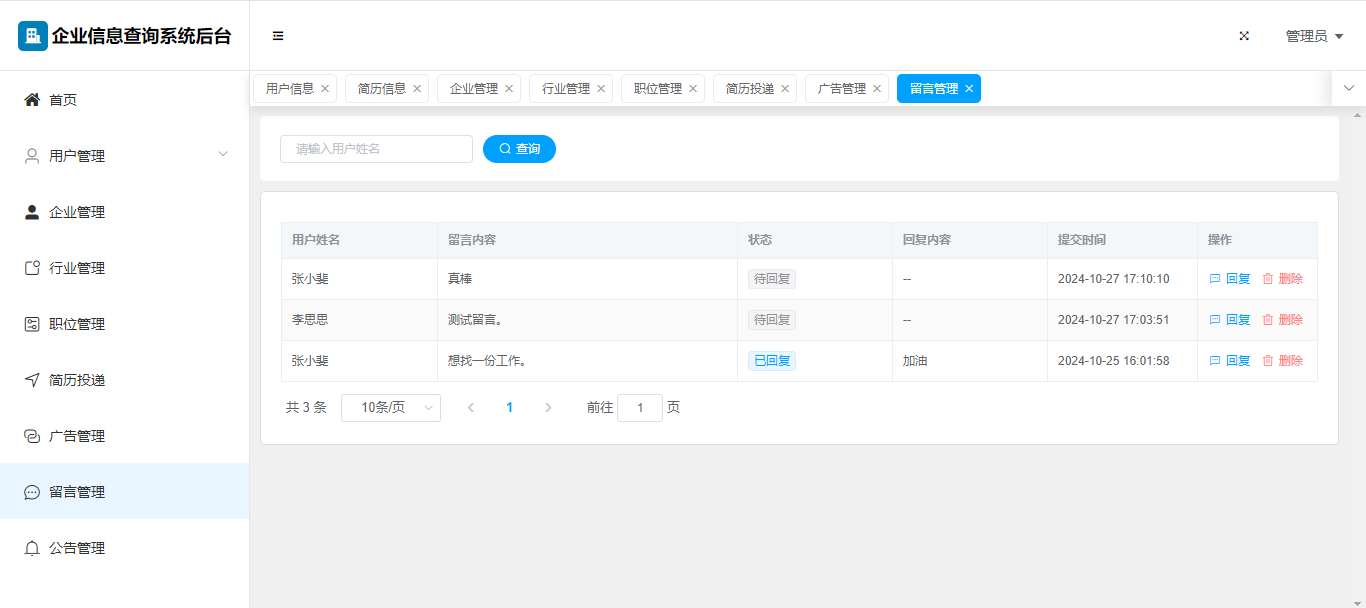 企业信息查询系统后台
管理员
首页
用户管理
企业管理
行业管理
职位管理
简历投递
广告管理
留言管理
公告管理
用户信息 简历信息 企业管理 行业管理 职位管理 简历投递 广告管理 留言管理
请输入用户姓名 查询
用户姓名 留言内容 状态 回复内容 提交时间 操作
张小斐 真棒 待回复 -- 2024-10-27 17:10:10 回复 删除
李思思 测试留言。 待回复 -- 2024-10-27 17:03:51 回复 删除
张小斐 想找一份工作。 已回复 加油 2024-10-25 16:01:58 回复 删除
共 3 条 10条/页 1 前往 1 页